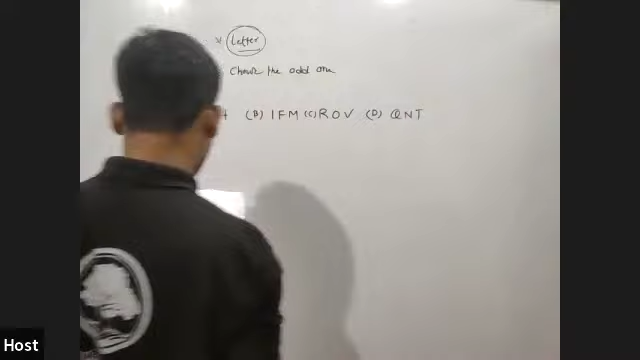 * Letter
Choose the odd one
(B) IFM (C) ROV (D) QNT
Host